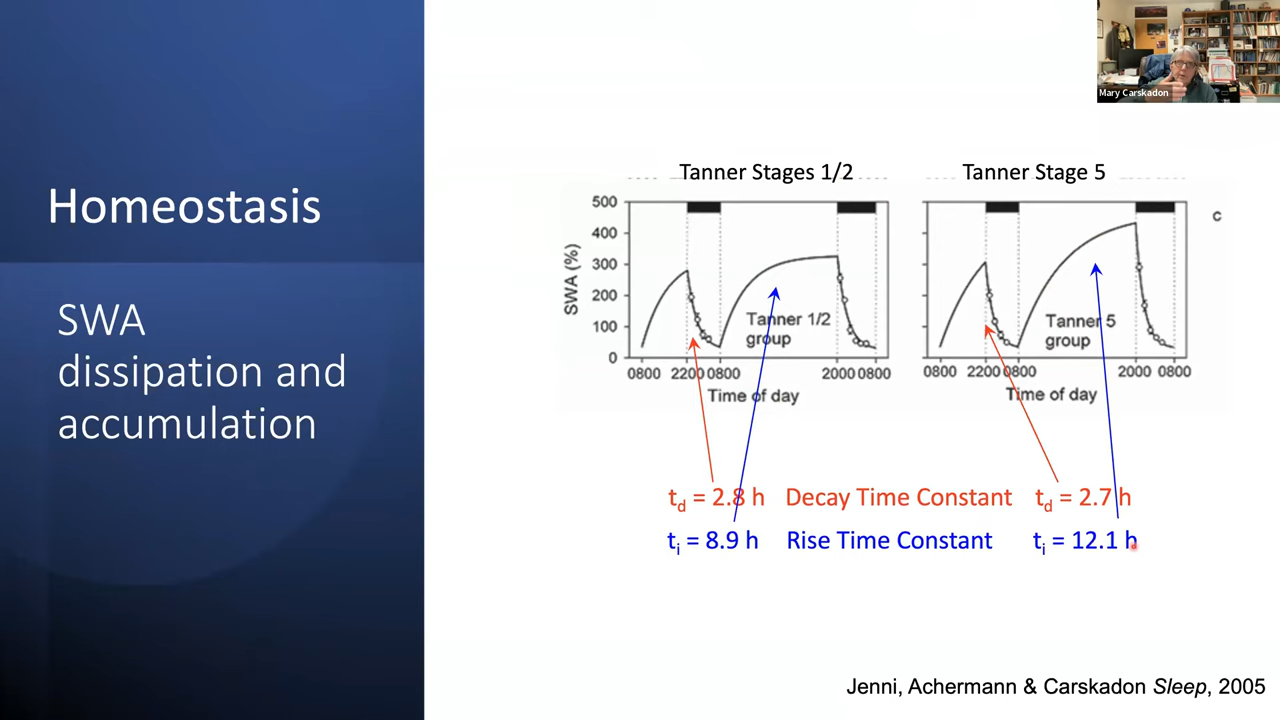 Mary Carskadon
Homeostasis
SWA
dissipation and
accumulation
Tanner Stages 1/2
Tanner Stage 5
SWA (%)
500
400
300
200
100
0
Tanner 1/2
group
0800 2200 0800 2000 0800
Time of day
C
Tanner 5
group
0800 2200 0800 2000 0800
Time of day
td = 2.8 h Decay Time Constant td = 2.7 h
ti = 8.9 h Rise Time Constant ti = 12.1 h
Jenni, Achermann & Carskadon Sleep, 2005